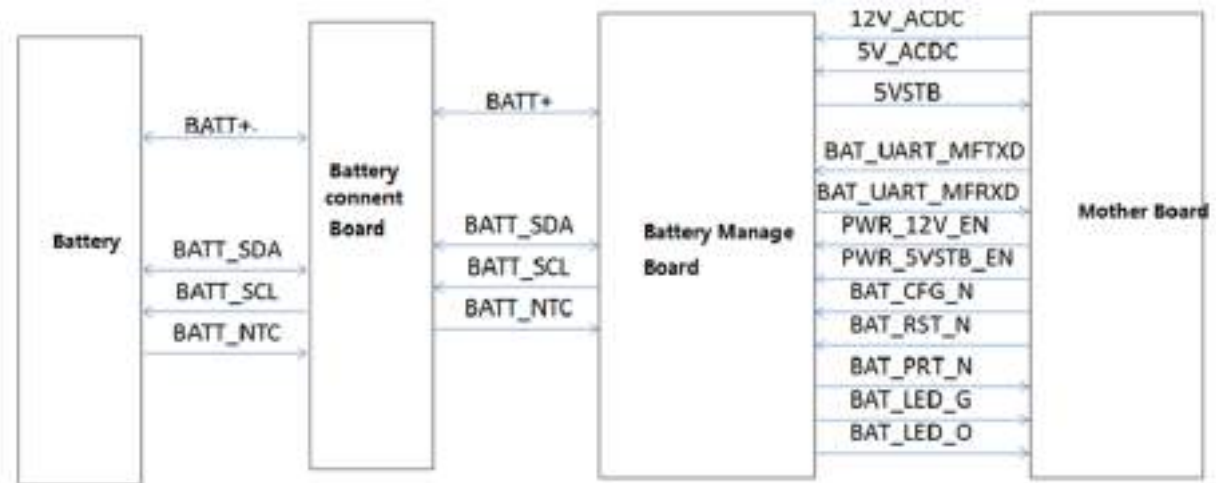 Battery
BATT+-
BATT_SDA
BATT_SCL
BATT_NTC
Battery
connent
Board
BATT+
BATT_SDA
BATT_SCL
BATT_NTC
Battery Manage
Board
12V_ACDC
5V_ACDC
5VSTB
BAT_UART_MFTXD
BAT_UART_MFRXD
PWR_12V_EN
PWR_5VSTB_EN
BAT_CFG_N
BAT_RST_N
BAT_PRT_N
BAT_LED_G
BAT_LED_O
Mother Board